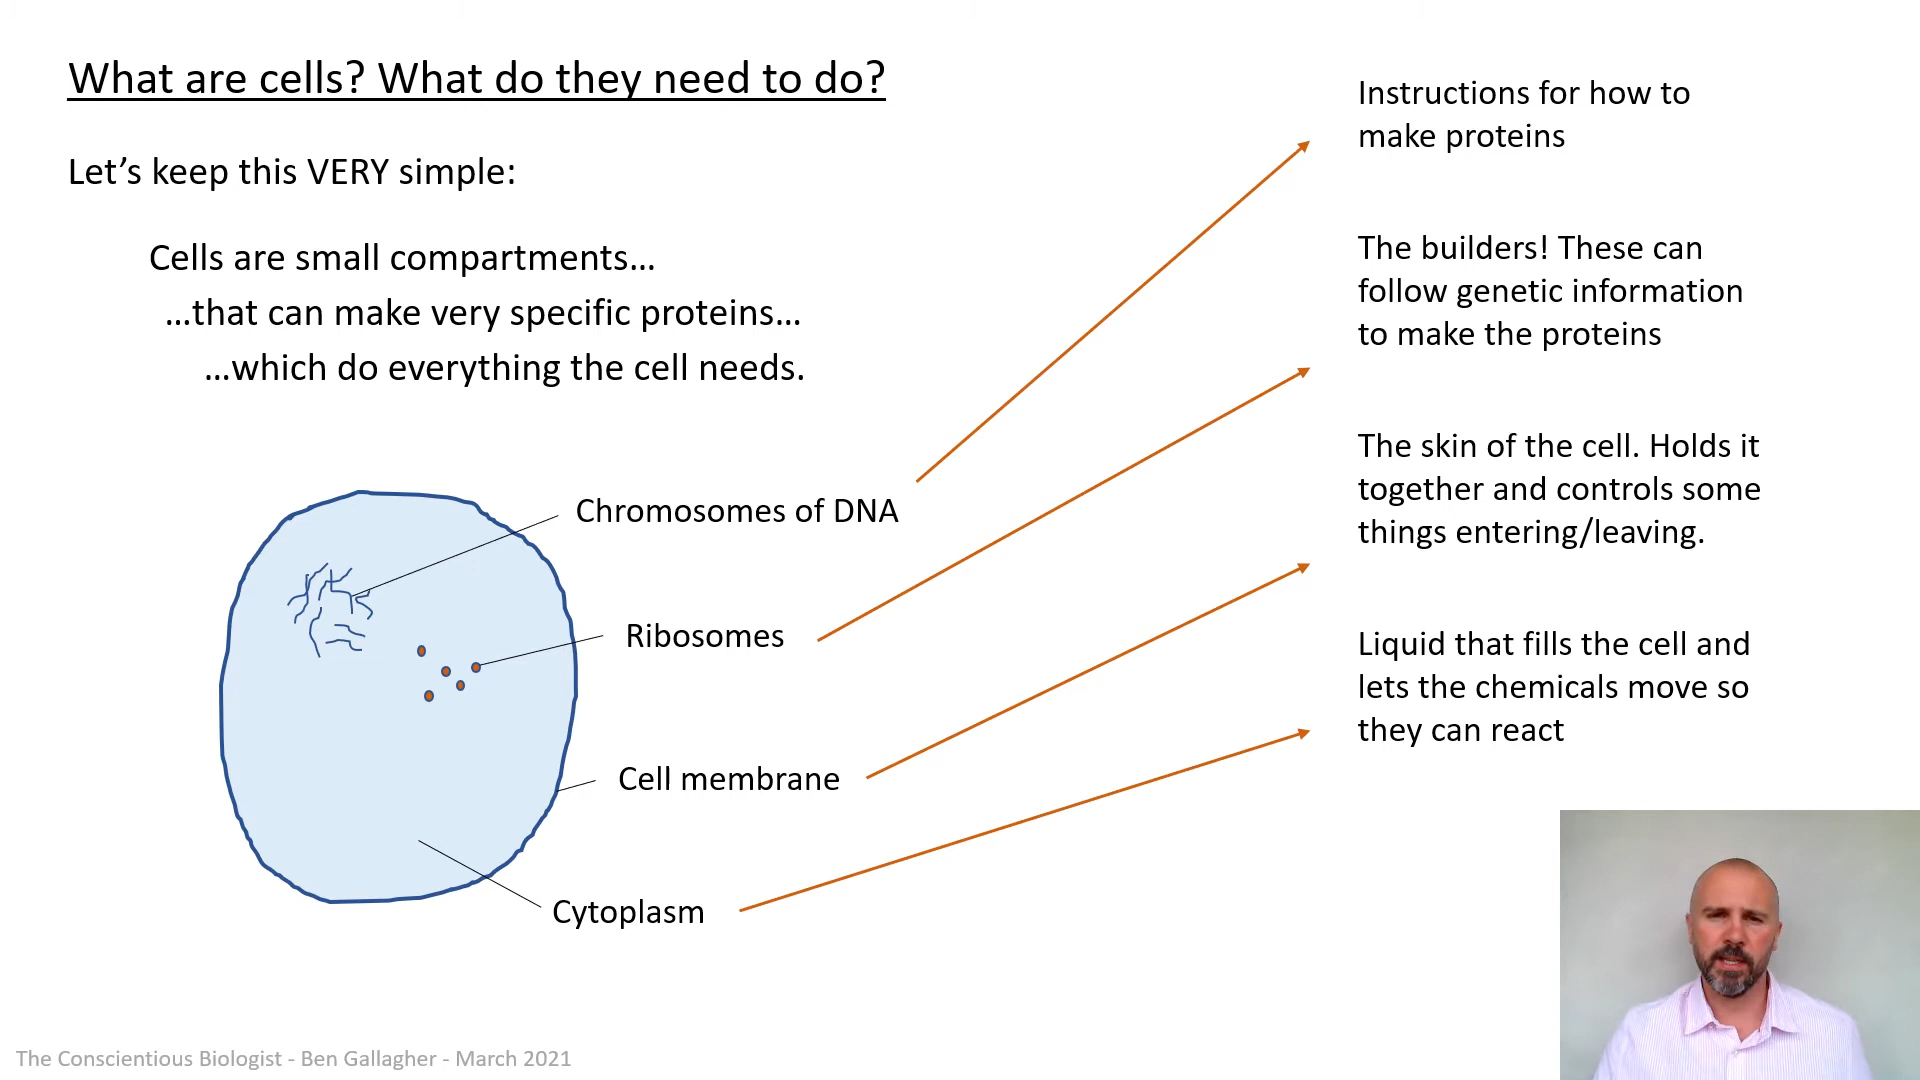 What are cells? What do they need to do?
Let’s keep this VERY simple:
Cells are small compartments…
…that can make very specific proteins…
…which do everything the cell needs.
Chromosomes of DNA
Ribosomes
Cell membrane
Cytoplasm
Instructions for how to
make proteins
The builders! These can
follow genetic information
to make the proteins
The skin of the cell. Holds it
together and controls some
things entering/leaving.
Liquid that fills the cell and
lets the chemicals move so
they can react
The Conscientious Biologist - Ben Gallagher - March 2021